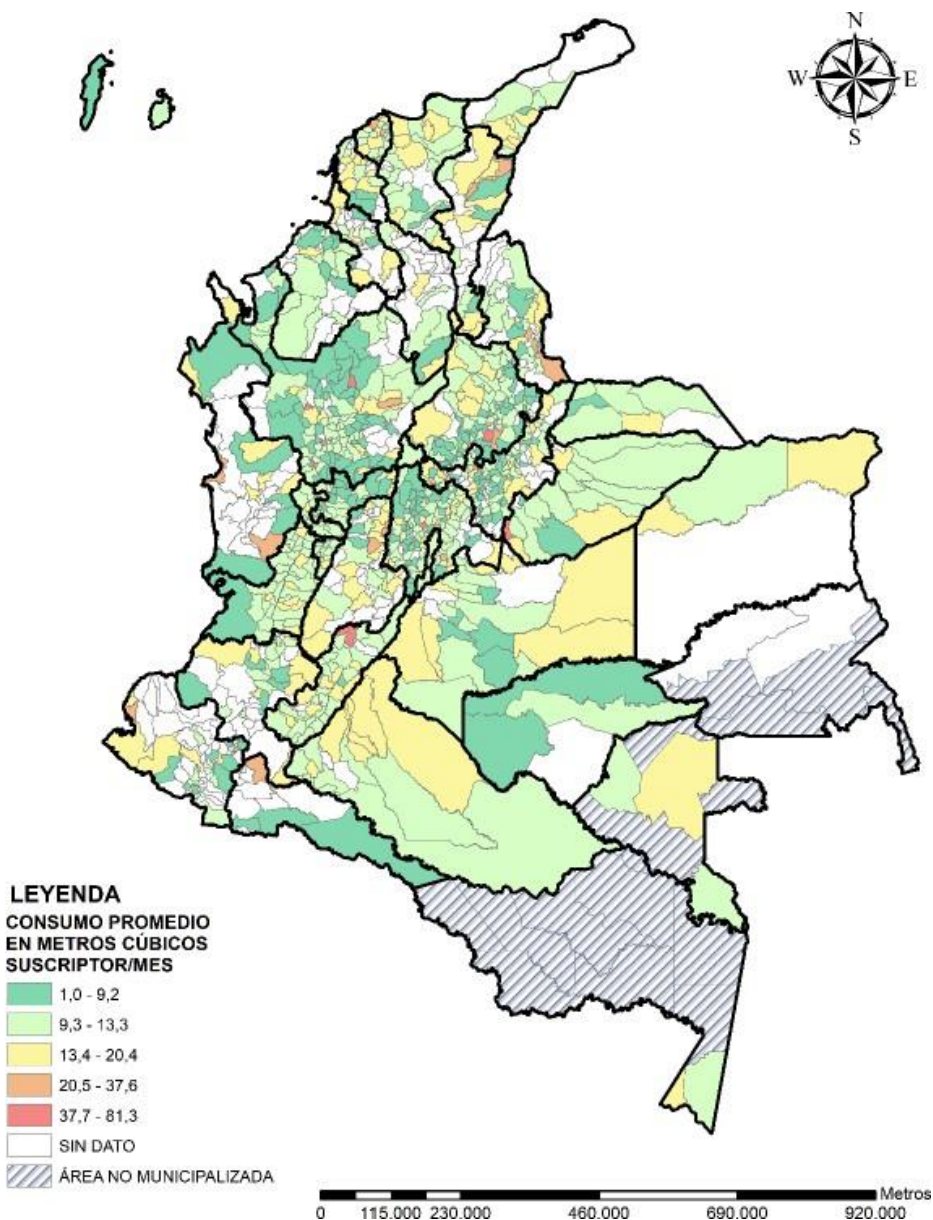 N
W E
S
LEYENDA
CONSUMO PROMEDIO
EN METROS CÚBICOS
SUSCRIPTOR/MES
1,0 - 9,2
9,3 - 13,3
13,4 - 20,4
20,5 - 37,6
37,7 - 81,3
SIN DATO
ÁREA NO MUNICIPALIZADA
Metros
0 115.000 230.000 460.000 690.000 920.000